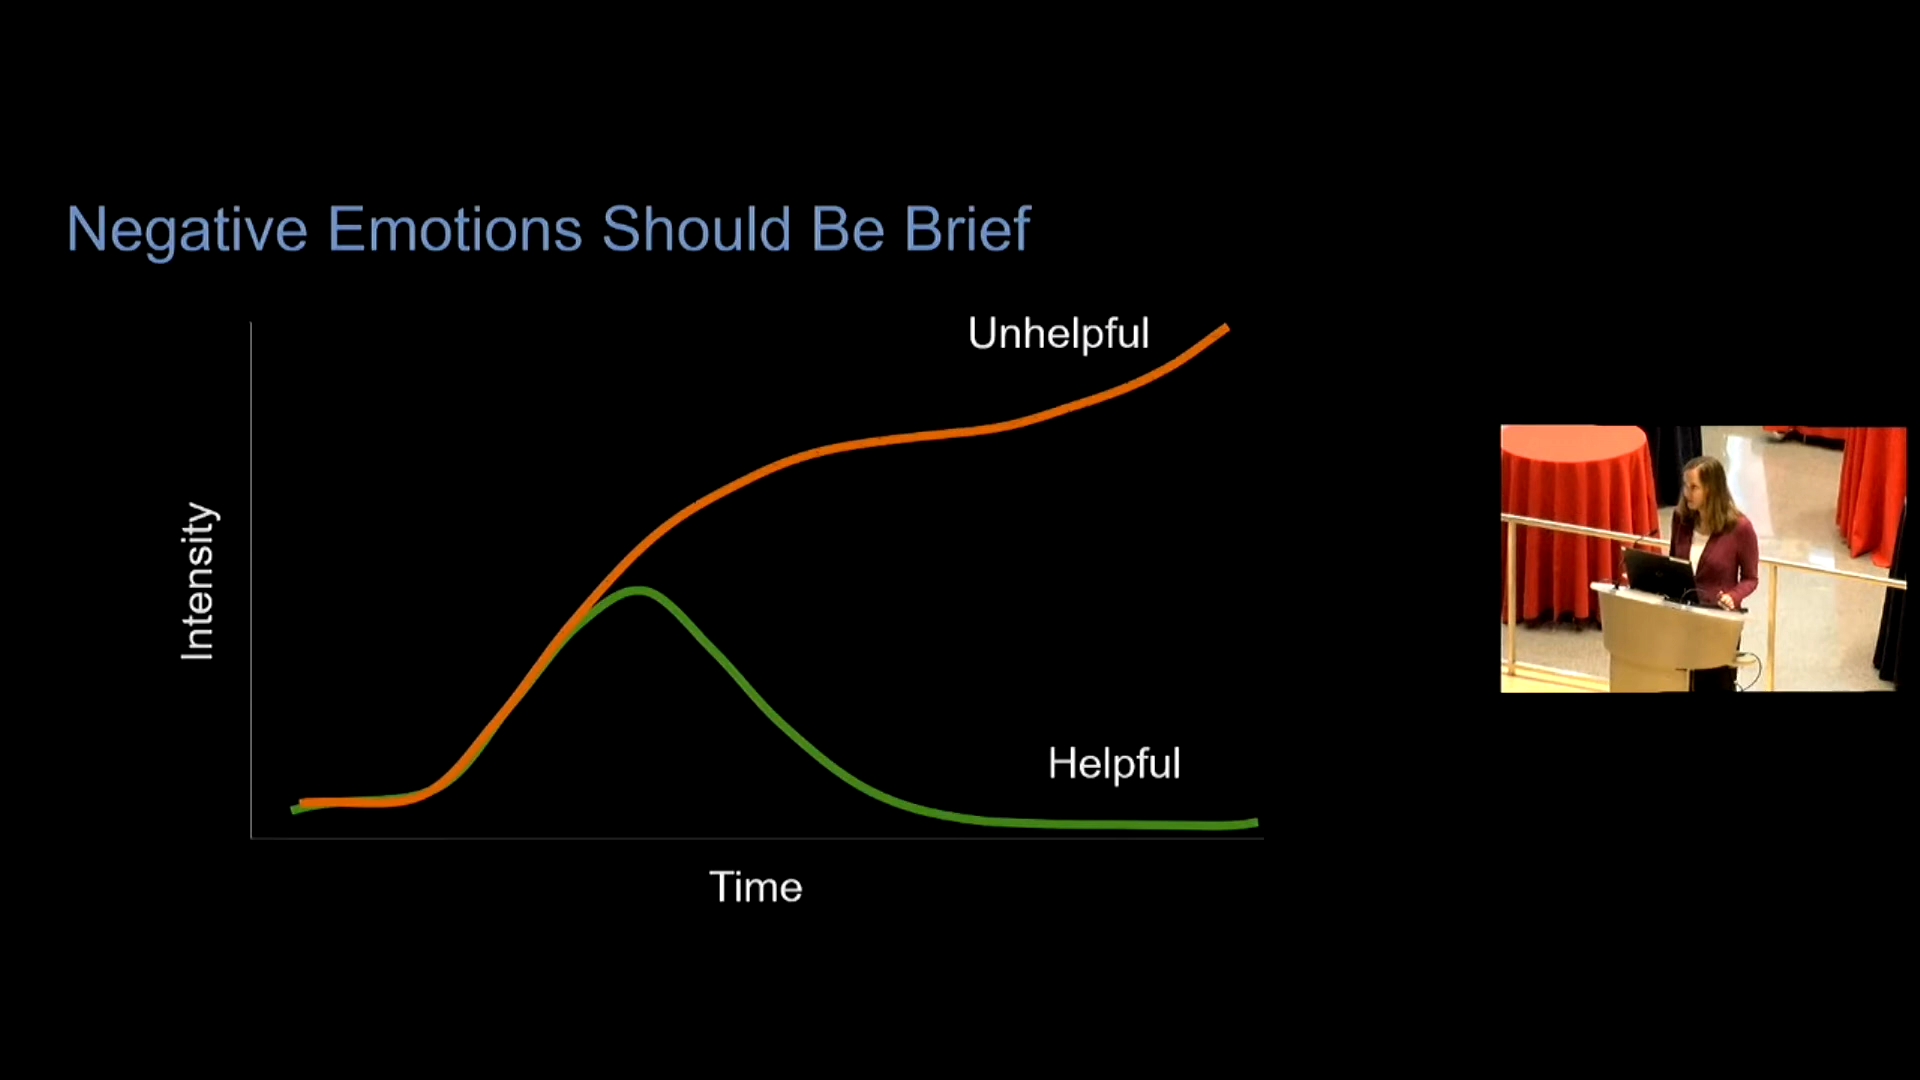 Negative Emotions Should Be Brief
Unhelpful
Intensity
Helpful
Time